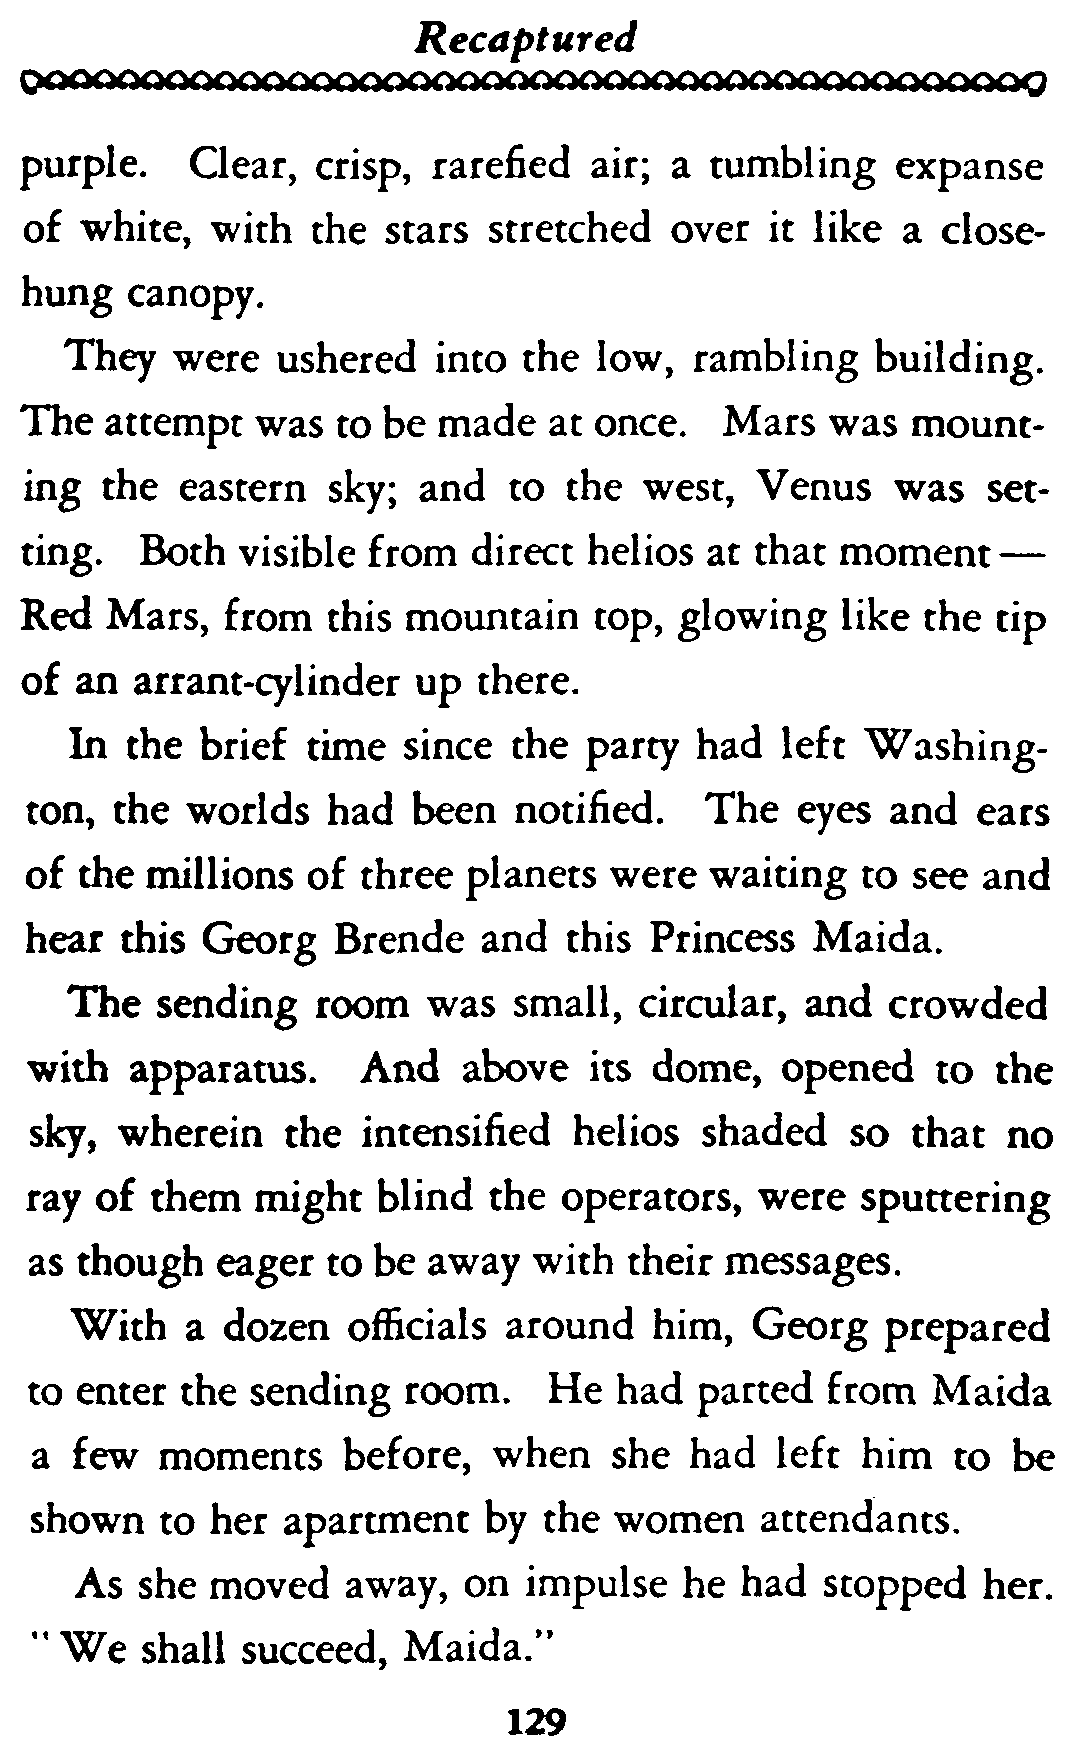 Recaptured
purple. Clear, crisp, rarefied air; a tumbling expanse
of white, with the stars stretched over it like a close-
hung canopy.
They were ushered into the low, rambling building.
The attempt was to be made at once. Mars was mount-
ing the eastern sky; and to the west, Venus was set-
ting. Both visible from direct helios at that moment—
Red Mars, from this mountain top, glowing like the tip
of an arrant-cylinder up there.
In the brief time since the party had left Washing-
ton, the worlds had been notified. The eyes and ears
of the millions of three planets were waiting to see and
hear this Georg Brende and this Princess Maida.
The sending room was small, circular, and crowded
with apparatus. And above its dome, opened to the
sky, wherein the intensified helios shaded so that no
ray of them might blind the operators, were sputtering
as though eager to be away with their messages.
With a dozen officials around him, Georg prepared
to enter the sending room. He had parted from Maida
a few moments before, when she had left him to be
shown to her apartment by the women attendants.
As she moved away, on impulse he had stopped her.
"We shall succeed, Maida."
129